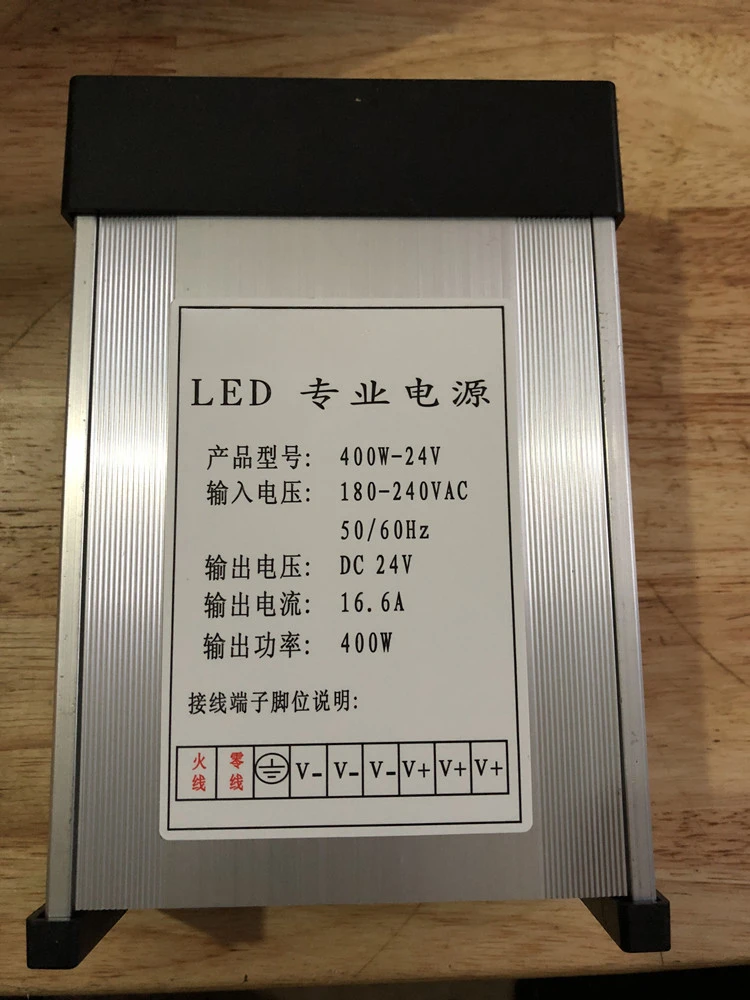 LED 专业电源
产品型号: 400W-24V
输入电压: 180-240VAC
50/60Hz
输出电压: DC 24V
输出电流: 16.6A
输出功率: 400W
接线端子脚位说明:
火线 零线 ⏚ V- V- V- V+ V+ V+